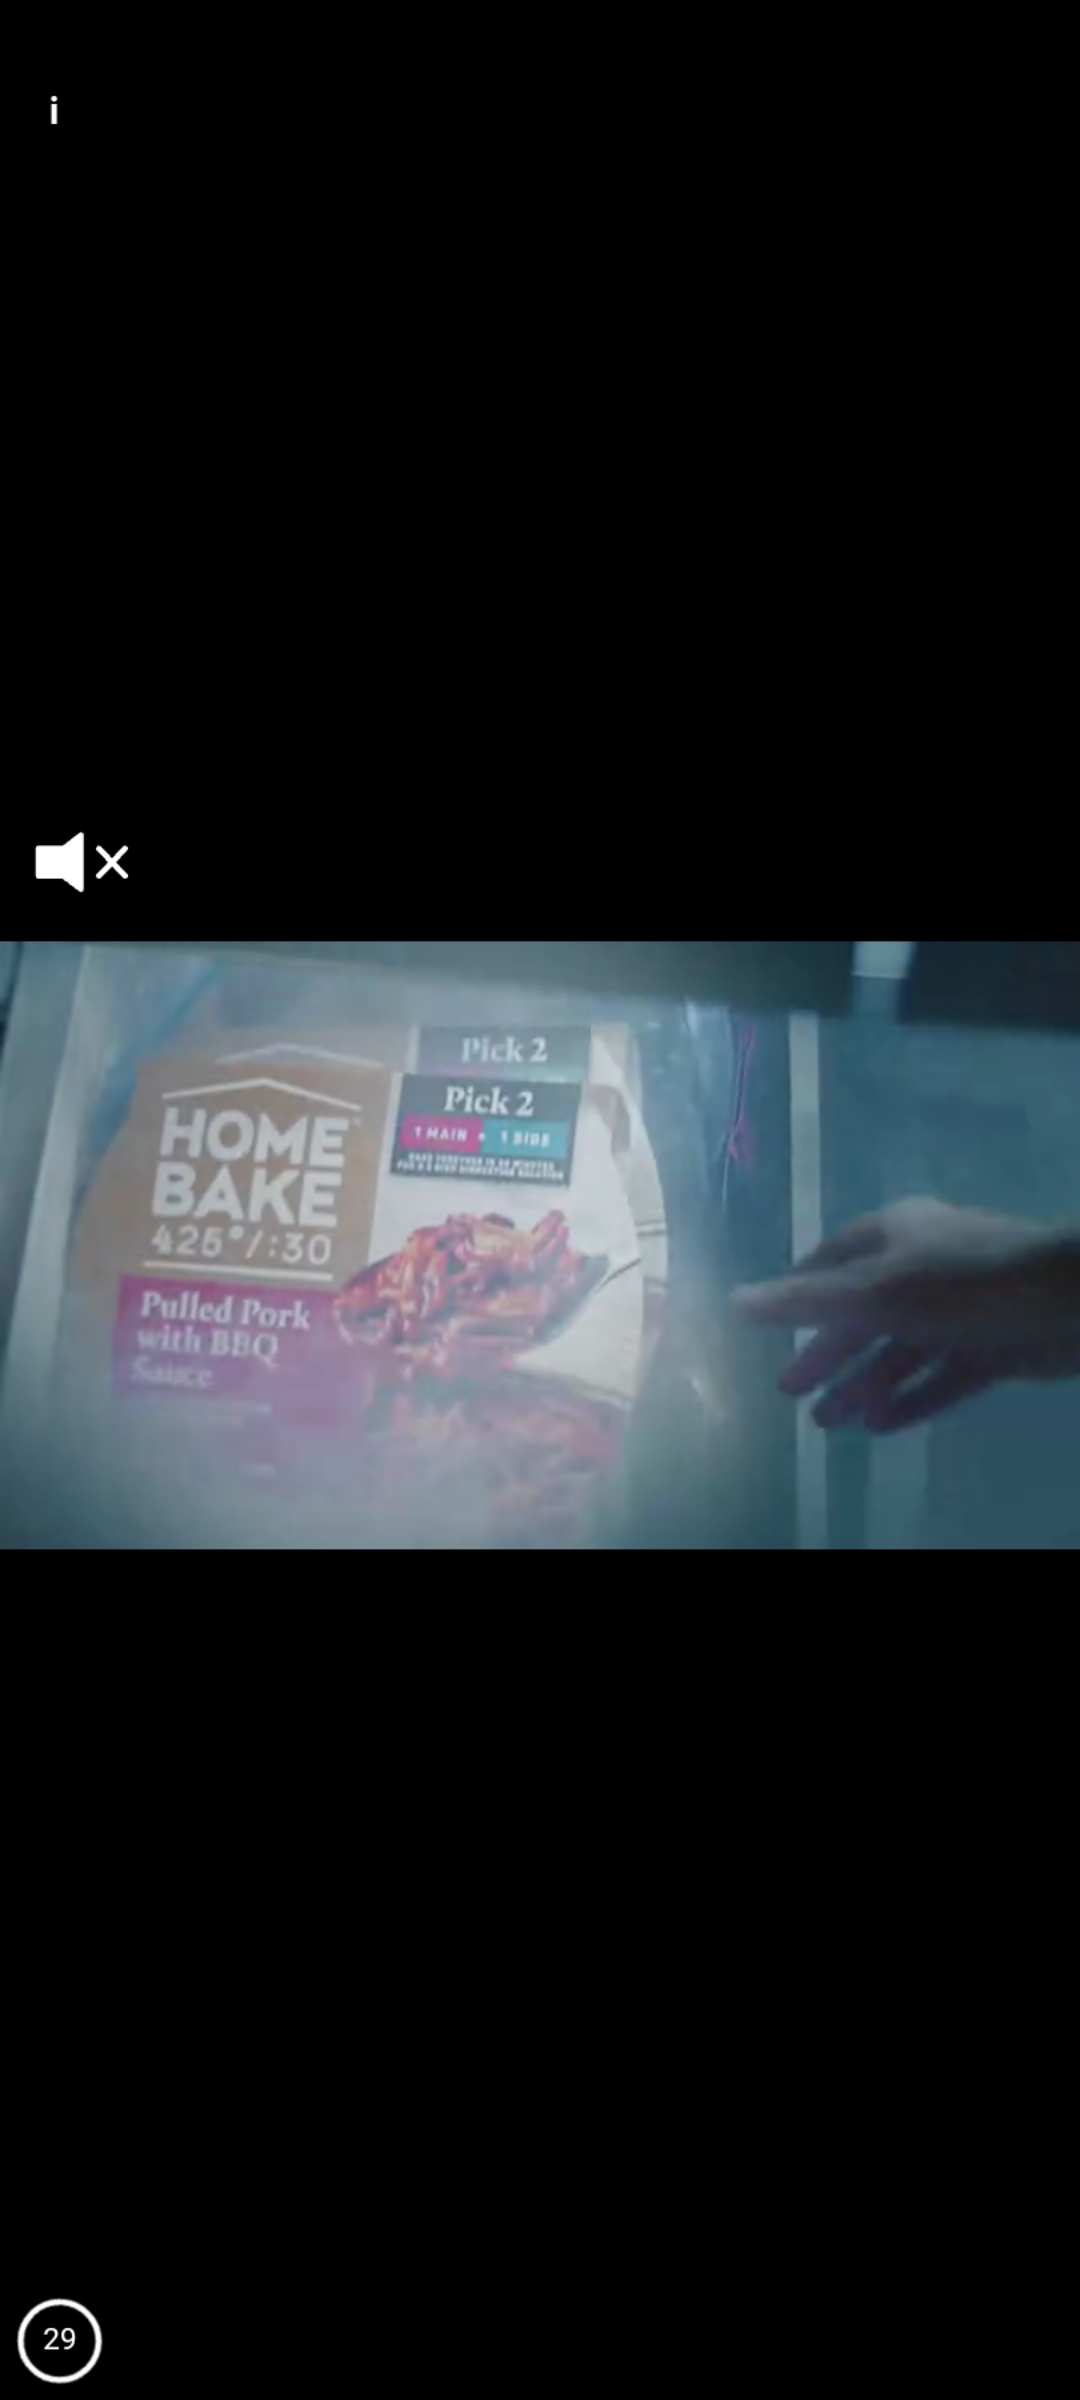 i
Pick 2
Pick 2
1 MAIN + 1 SIDE
HOME
BAKE
425°/:30
Pulled Pork
with BBQ
Sauce
29